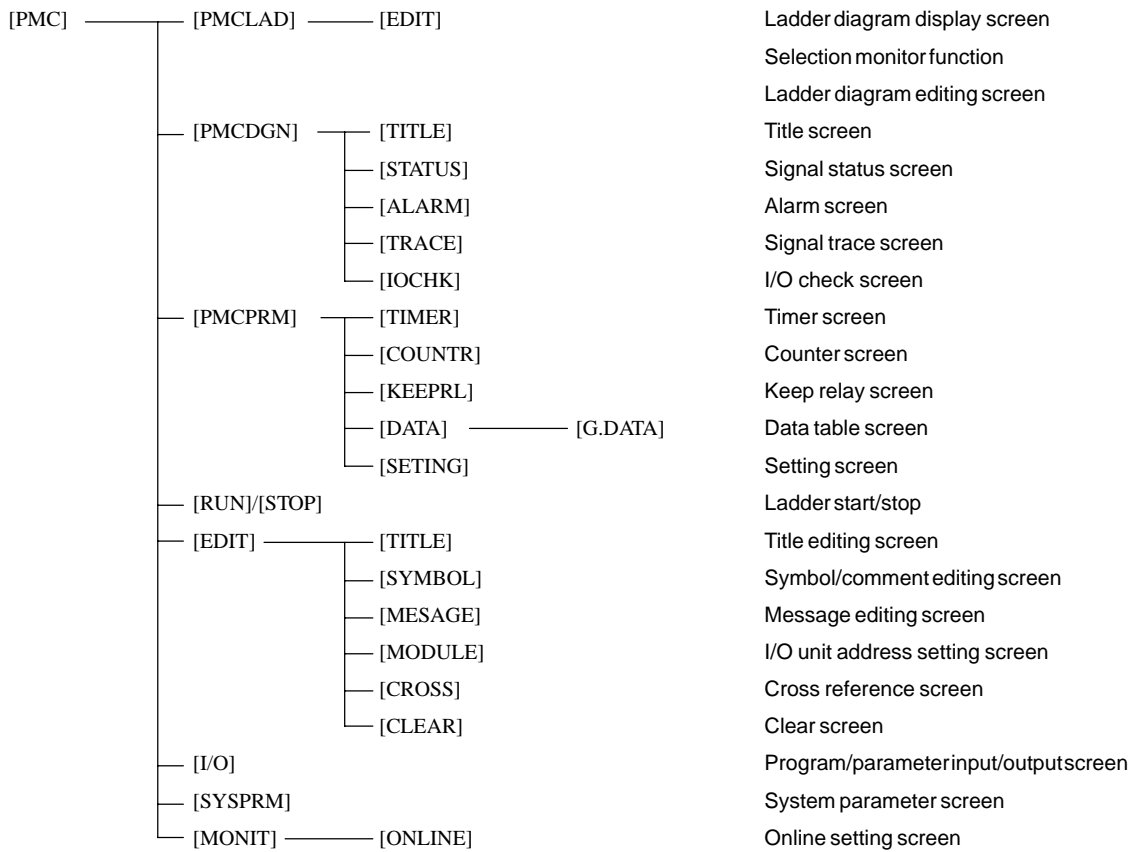 [PMC] [PMCLAD] [EDIT] Ladder diagram display screen
Selection monitor function
Ladder diagram editing screen
[PMCDGN] [TITLE] Title screen
[STATUS] Signal status screen
[ALARM] Alarm screen
[TRACE] Signal trace screen
[IOCHK] I/O check screen
[PMCPRM] [TIMER] Timer screen
[COUNTR] Counter screen
[KEEPRL] Keep relay screen
[DATA] [G.DATA] Data table screen
[SETING] Setting screen
[RUN]/[STOP] Ladder start/stop
[EDIT] [TITLE] Title editing screen
[SYMBOL] Symbol/comment editing screen
[MESAGE] Message editing screen
[MODULE] I/O unit address setting screen
[CROSS] Cross reference screen
[CLEAR] Clear screen
[I/O] Program/parameter input/output screen
[SYSPRM] System parameter screen
[MONIT] [ONLINE] Online setting screen